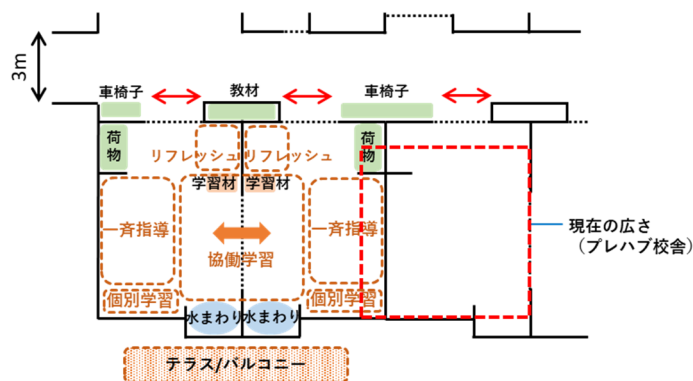 3m
車椅子
教材
車椅子
荷物
リフレッシュ
リフレッシュ
荷物
学習材
学習材
一斉指導
一斉指導
協働学習
現在の広さ
（プレハブ校舎）
個別学習
個別学習
水まわり
水まわり
テラス/バルコニー